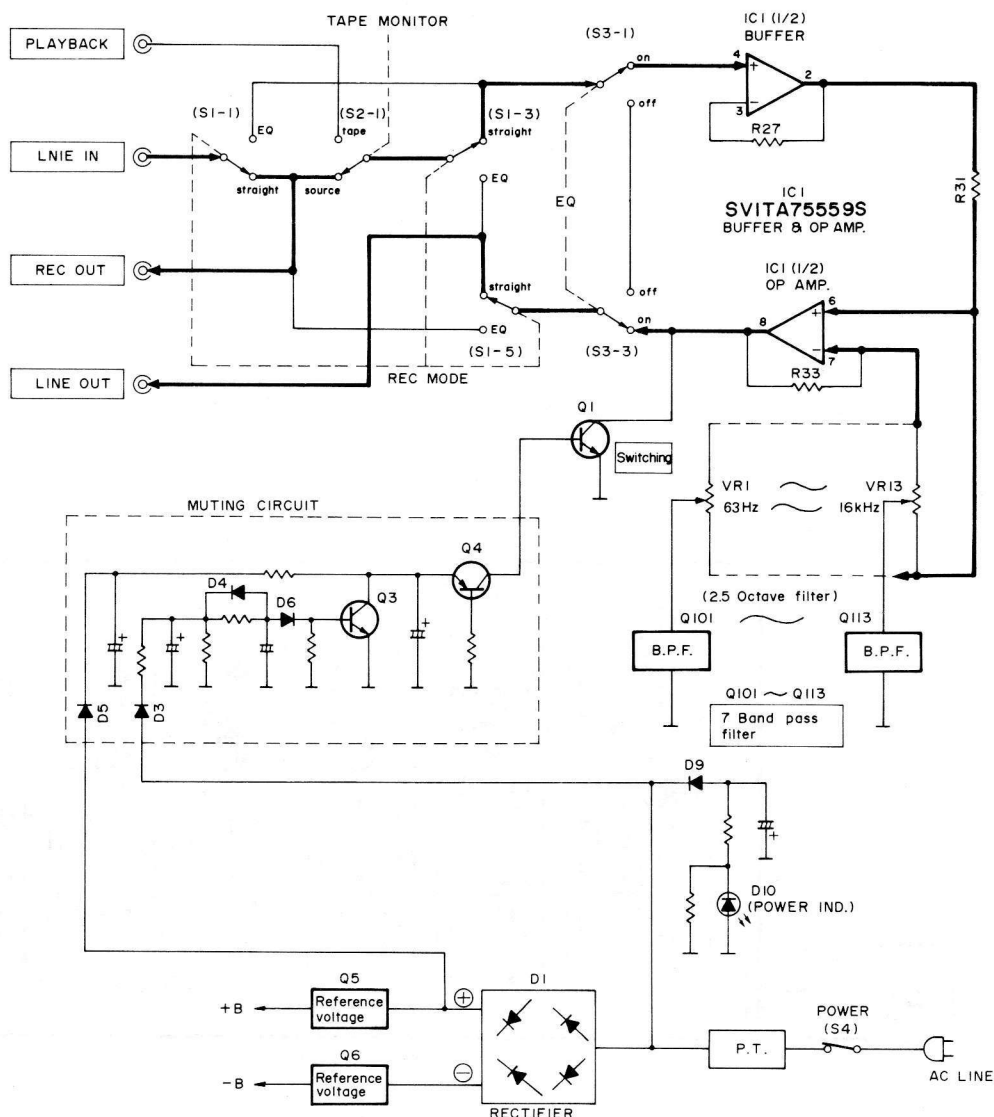 TAPE MONITOR
PLAYBACK
(S3-1)
IC1 (1/2)
BUFFER
on
4
+
2
−
3
R27
(S1-1)
(S2-1)
(S1-3)
EQ
tape
straight
off
LNIE IN
straight
source
EQ
EQ
R31
IC1
SVITA75559S
BUFFER & OP AMP.
REC OUT
straight
off
IC1 (1/2)
OP AMP.
on
8
6
+
−
7
EQ
(S1-5)
(S3-3)
LINE OUT
REC MODE
R33
Q1
Switching
VR1
63Hz
VR13
16kHz
MUTING CIRCUIT
Q4
D4
D6
Q3
+
+
+
(2.5 Octave filter)
Q101
Q113
B.P.F.
B.P.F.
D5
D3
Q101 ~ Q113
7 Band pass
filter
D9
+
D10
(POWER IND.)
Q5
D1
+B
Reference
voltage
+
POWER
(S4)
Q6
P.T.
−B
Reference
voltage
−
AC LINE
RECTIFIER